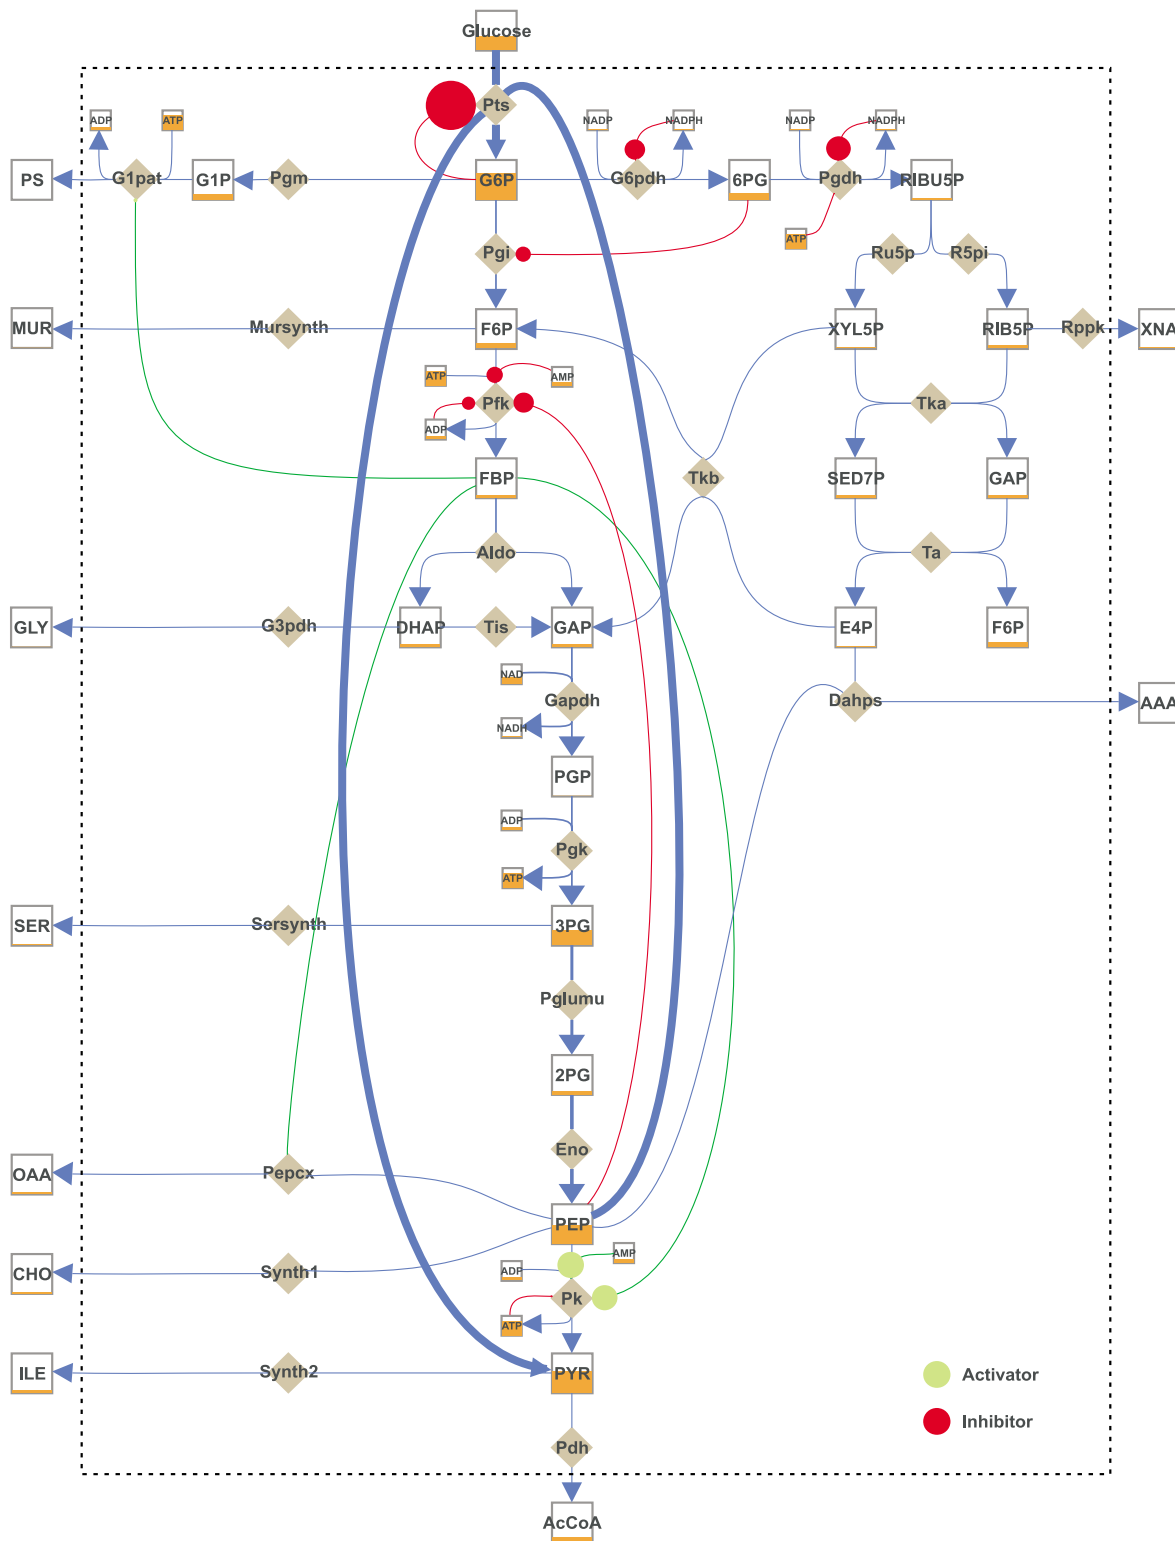 Glucose
ADP
ATP
Pts
NADP
NADPH
NADP
NADPH
PS
G1pat
G1P
Pgm
G6P
G6pdh
6PG
Pgdh
RIBU5P
ATP
Pgi
Ru5p
R5pi
MUR
Mursynth
F6P
XYL5P
RIB5P
Rppk
XNA
ATP
AMP
Pfk
Tka
ADP
FBP
Tkb
SED7P
GAP
Aldo
Ta
GLY
G3pdh
DHAP
Tis
GAP
E4P
F6P
NAD
Gapdh
Dahps
AAA
NADH
PGP
ADP
Pgk
ATP
SER
Sersynth
3PG
Pglumu
2PG
Eno
OAA
Pepcx
PEP
AMP
CHO
Synth1
ADP
Pk
ATP
ILE
Synth2
PYR
Activator
Inhibitor
Pdh
AcCoA